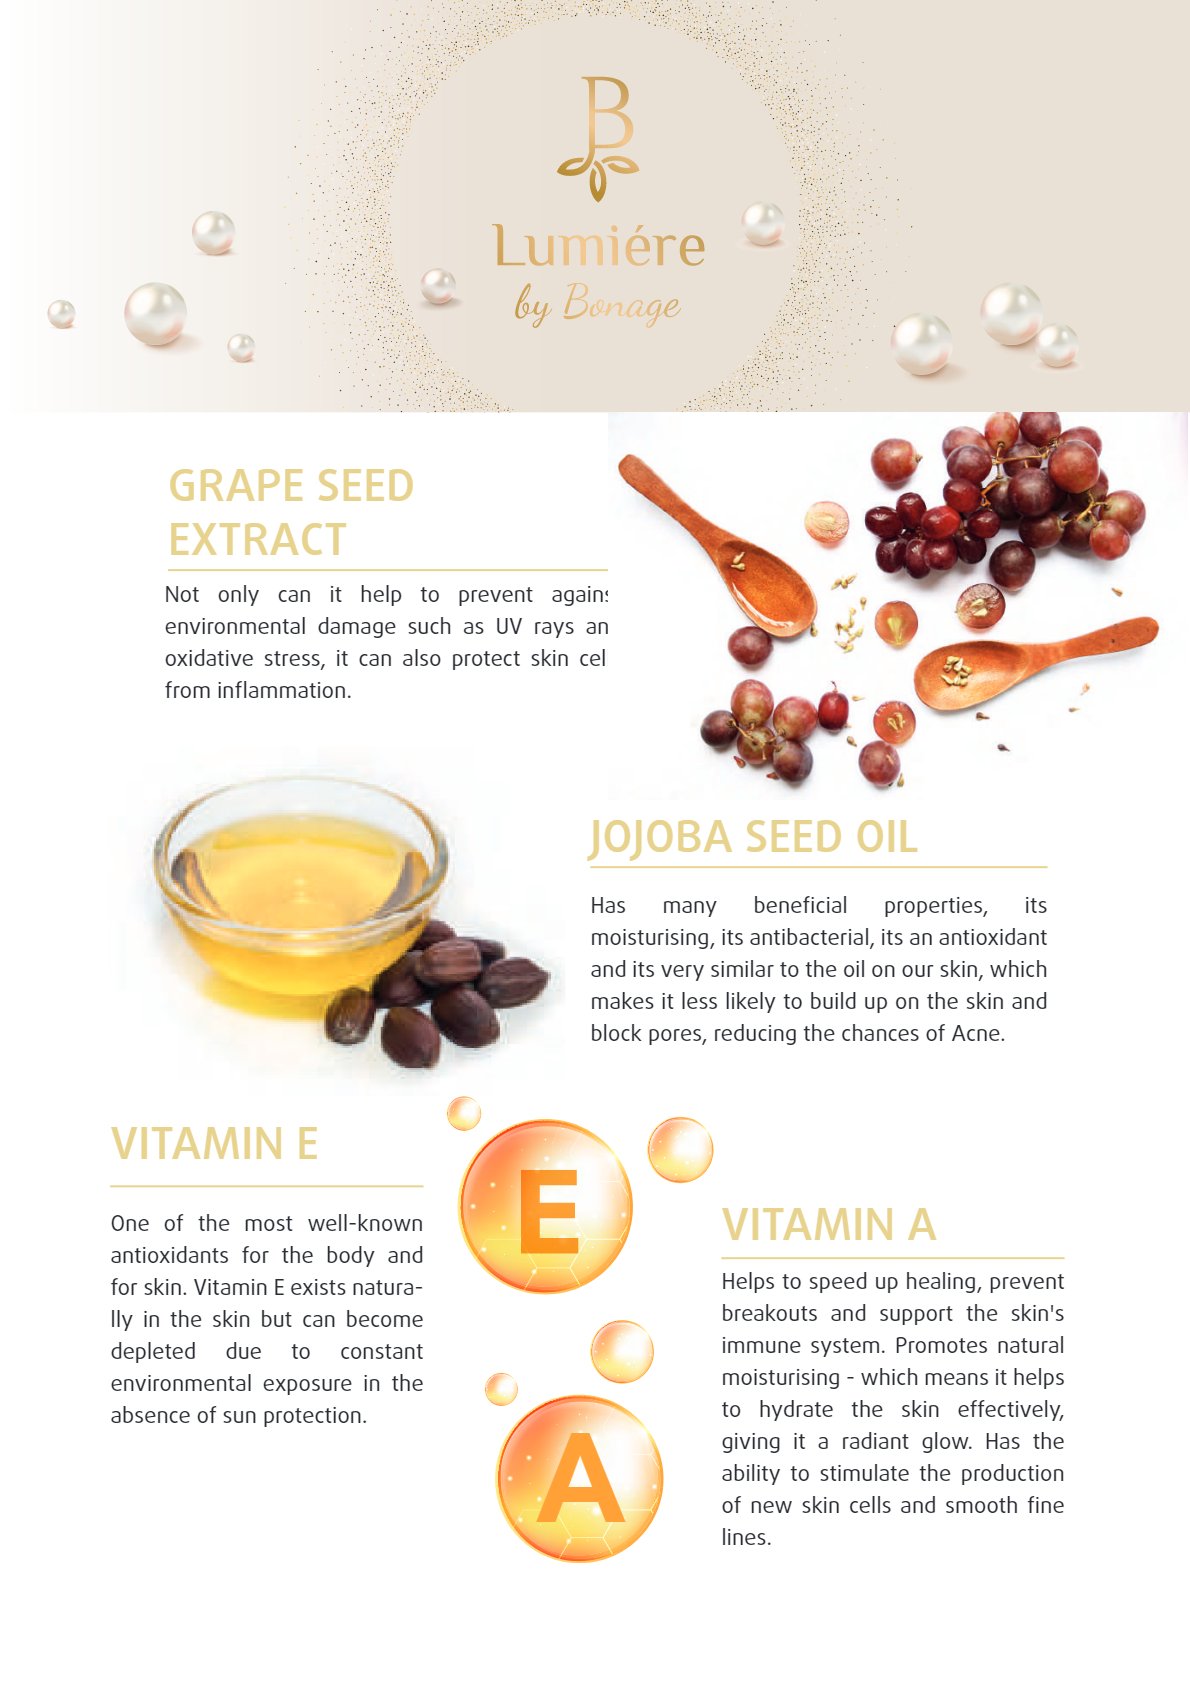 B
Lumiére
by Bonage
GRAPE SEED
EXTRACT
Not only can it help to prevent agains
environmental damage such as UV rays an
oxidative stress, it can also protect skin cel
from inflammation.
JOJOBA SEED OIL
Has many beneficial properties, its
moisturising, its antibacterial, its an antioxidant
and its very similar to the oil on our skin, which
makes it less likely to build up on the skin and
block pores, reducing the chances of Acne.
VITAMIN E
One of the most well-known
antioxidants for the body and
for skin. Vitamin E exists natura-
lly in the skin but can become
depleted due to constant
environmental exposure in the
absence of sun protection.
E
A
VITAMIN A
Helps to speed up healing, prevent
breakouts and support the skin's
immune system. Promotes natural
moisturising - which means it helps
to hydrate the skin effectively,
giving it a radiant glow. Has the
ability to stimulate the production
of new skin cells and smooth fine
lines.